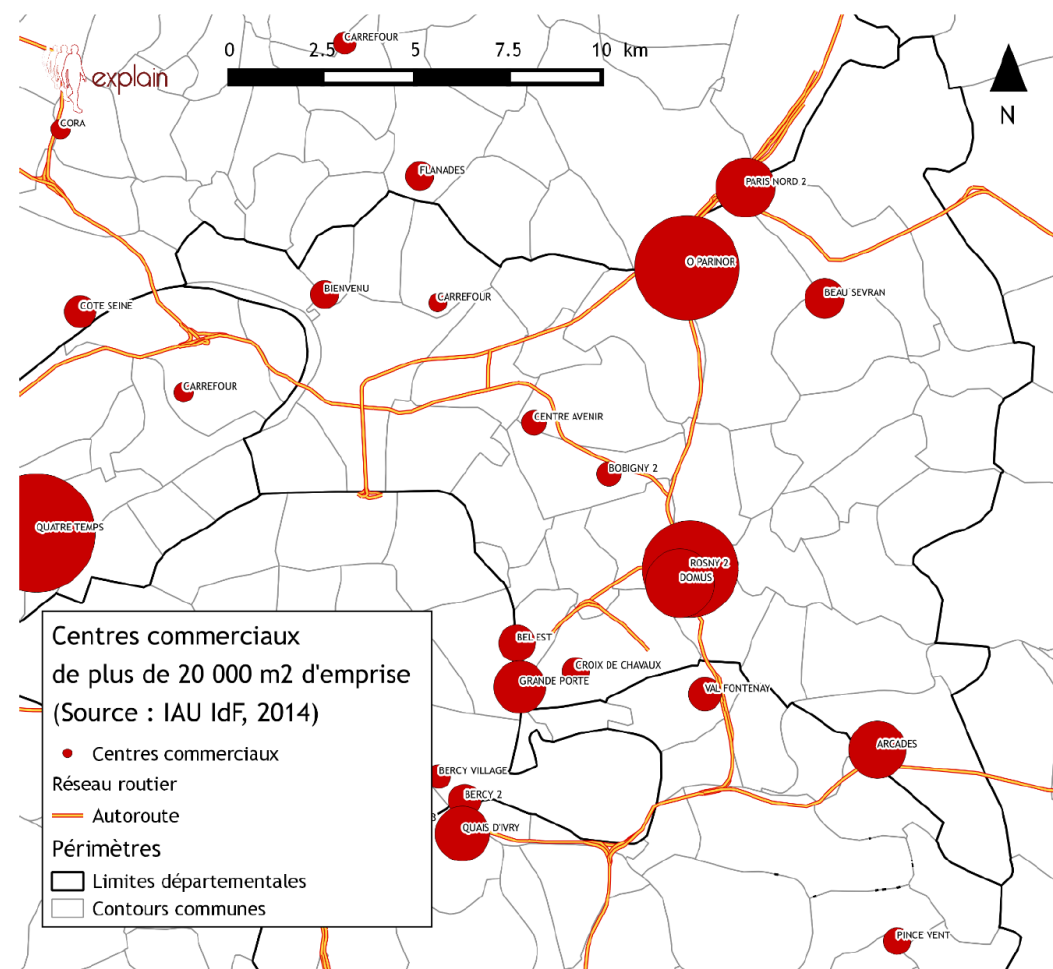 CARREFOUR
0 2.5 5 7.5 10 km
explain
N
CORA
FLANADES
PARIS NORD 2
O PARINOR
BIENVENU
CARREFOUR
BEAU SEVRAN
COTE SEINE
CARREFOUR
CENTRE AVENIR
BOBIGNY 2
QUATRE TEMPS
ROSNY 2
DOMUS
BEL EST
CROIX DE CHAVAUX
GRANDE PORTE
VAL FONTENAY
ARCADES
BERCY VILLAGE
BERCY 2
QUAIS D'IVRY
PINCE VENT
Centres commerciaux
de plus de 20 000 m2 d'emprise
(Source : IAU IdF, 2014)
Centres commerciaux
Réseau routier
Autoroute
Périmètres
Limites départementales
Contours communes